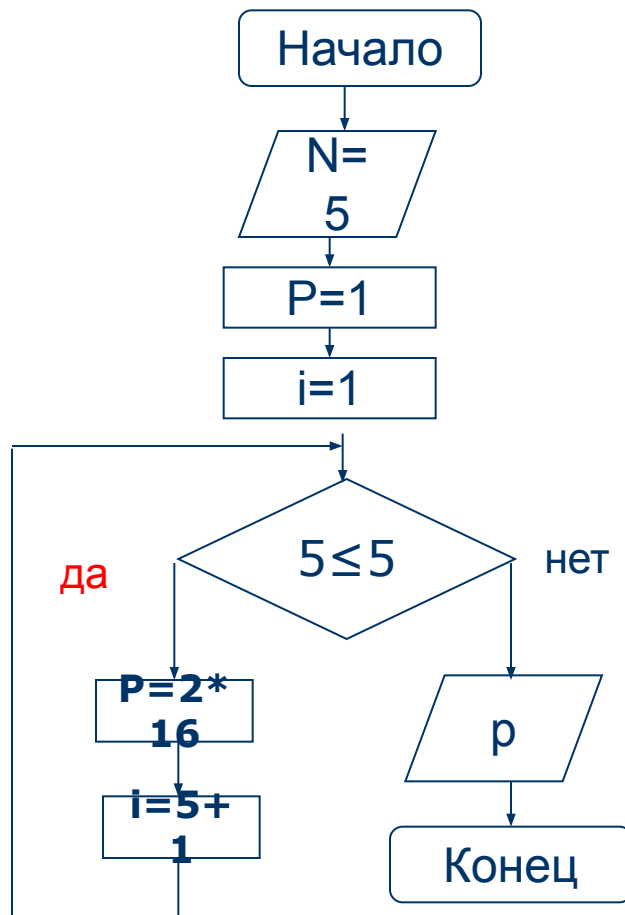 Начало
N=
5
P=1
i=1
5≤5
да
нет
P=2*
16
p
i=5+
1
Конец